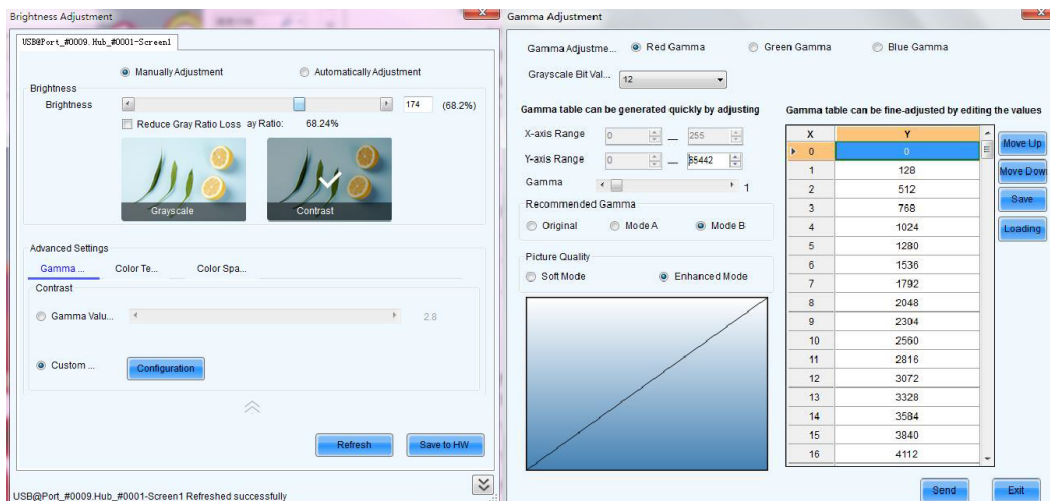 Brightness Adjustment
USB@Port_#0009.Hub_#0001-Screen1
Manually Adjustment
Automatically Adjustment
Brightness
Brightness
174
(68.2%)
Reduce Gray Ratio Loss
ay Ratio:
68.24%
Grayscale
Contrast
Advanced Settings
Gamma ...
Color Te...
Color Spa...
Contrast
Gamma Valu...
2.8
Custom ...
Configuration
Refresh
Save to HW
USB@Port_#0009.Hub_#0001-Screen1 Refreshed successfully
Gamma Adjustment
Gamma Adjustme...
Red Gamma
Green Gamma
Blue Gamma
Grayscale Bit Val...
12
Gamma table can be generated quickly by adjusting
X-axis Range
0
—
255
Y-axis Range
0
—
65442
Gamma
1
Recommended Gamma
Original
Mode A
Mode B
Picture Quality
Soft Mode
Enhanced Mode
Gamma table can be fine-adjusted by editing the values
X Y
0 0
1 128
2 512
3 768
4 1024
5 1280
6 1536
7 1792
8 2048
9 2304
10 2560
11 2816
12 3072
13 3328
14 3584
15 3840
16 4112
Move Up
Move Down
Save
Loading
Send
Exit